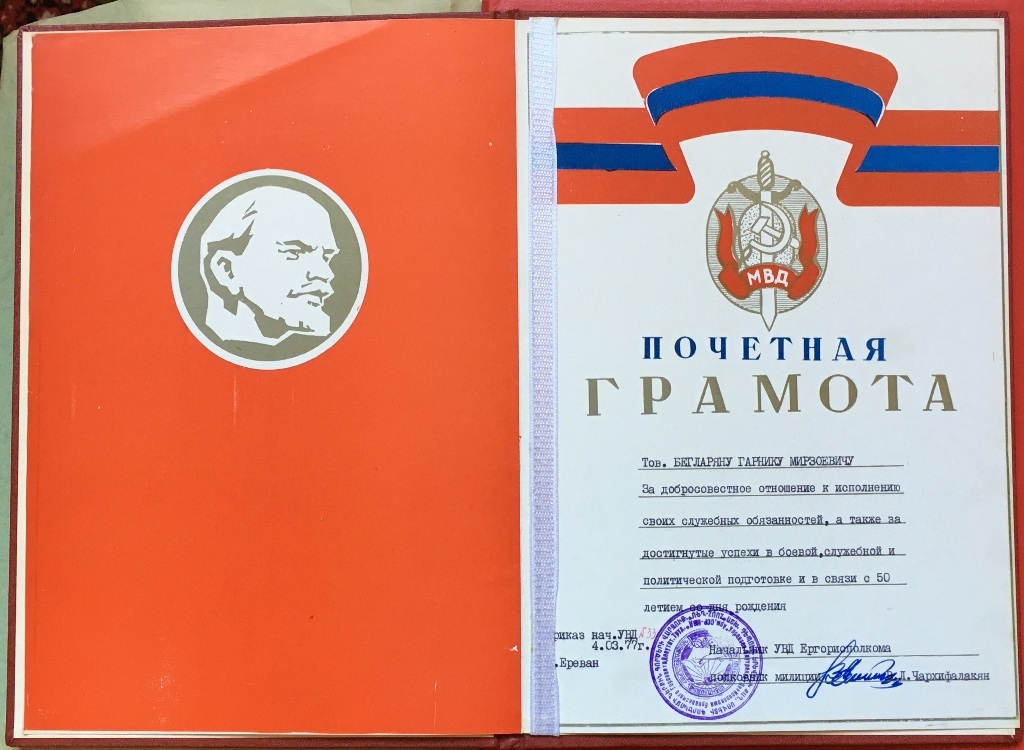 МВД
ПОЧЕТНАЯ
ГРАМОТА
Тов. БЕГЛАРЯНУ ГАРНИКУ МИРЗОЕВИЧУ
За добросовестное отношение к исполнению
своих служебных обязанностей, а также за
достигнутые успехи в боевой,служебной и
политической подготовке и в связи с 50
летием со дня рождения
риказ нач.УВД
4.03.77г.
.Ереван
Начальник УВД Ергорисполкома
полковник милиции Л.Чархифалакян